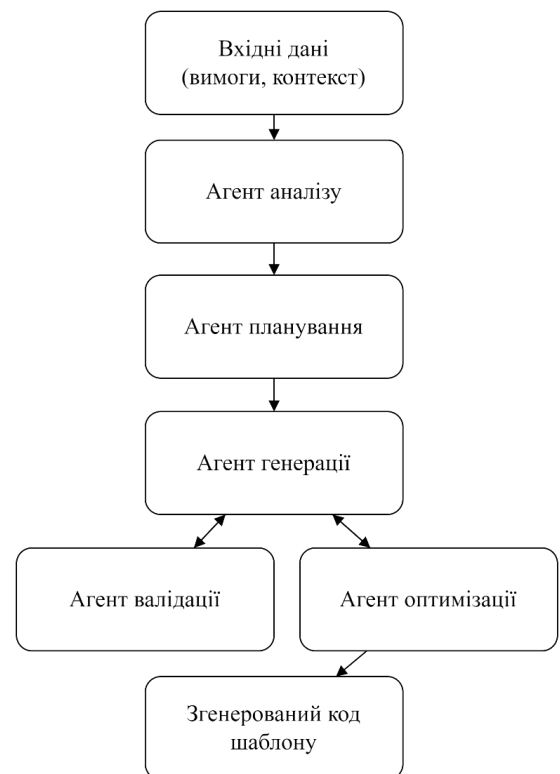 Вхідні дані
(вимоги, контекст)
Агент аналізу
Агент планування
Агент генерації
Агент валідації
Агент оптимізації
Згенерований код
шаблону